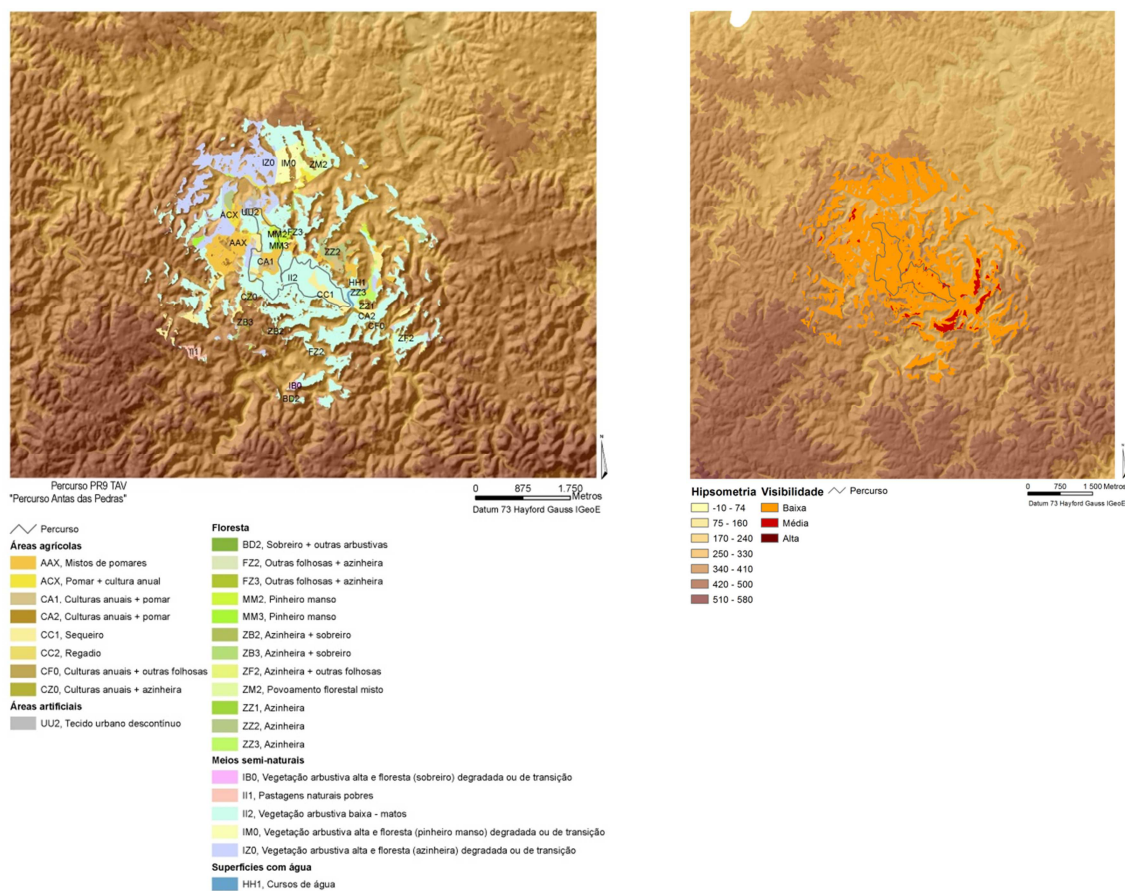 IZ0 IM0 ZM2
ACX UU2
MM2 FZ3
AAX MM3 ZZ2
CA1
II2 HH1
CZ0 CC1 ZZ3
ZZ1
CA2
ZB3 ZB2 CF0
ZF2
II1 FZ2
IB0
BD2
N
Percurso PR9 TAV
"Percurso Antas das Pedras"
0 875 1.750
Metros
Datum 73 Hayford Gauss IGeoE
Percurso
Áreas agrícolas
AAX, Mistos de pomares
ACX, Pomar + cultura anual
CA1, Culturas anuais + pomar
CA2, Culturas anuais + pomar
CC1, Sequeiro
CC2, Regadio
CF0, Culturas anuais + outras folhosas
CZ0, Culturas anuais + azinheira
Áreas artificiais
UU2, Tecido urbano descontínuo
Floresta
BD2, Sobreiro + outras arbustivas
FZ2, Outras folhosas + azinheira
FZ3, Outras folhosas + azinheira
MM2, Pinheiro manso
MM3, Pinheiro manso
ZB2, Azinheira + sobreiro
ZB3, Azinheira + sobreiro
ZF2, Azinheira + outras folhosas
ZM2, Povoamento florestal misto
ZZ1, Azinheira
ZZ2, Azinheira
ZZ3, Azinheira
Meios semi-naturais
IB0, Vegetação arbustiva alta e floresta (sobreiro) degradada ou de transição
II1, Pastagens naturais pobres
II2, Vegetação arbustiva baixa - matos
IM0, Vegetação arbustiva alta e floresta (pinheiro manso) degradada ou de transição
IZ0, Vegetação arbustiva alta e floresta (azinheira) degradada ou de transição
Superfícies com água
HH1, Cursos de água
Hipsometria
-10 - 74
75 - 160
170 - 240
250 - 330
340 - 410
420 - 500
510 - 580
Visibilidade
Baixa
Média
Alta
Percurso
0 750 1 500
Metros
Datum 73 Hayford Gauss IGeoE